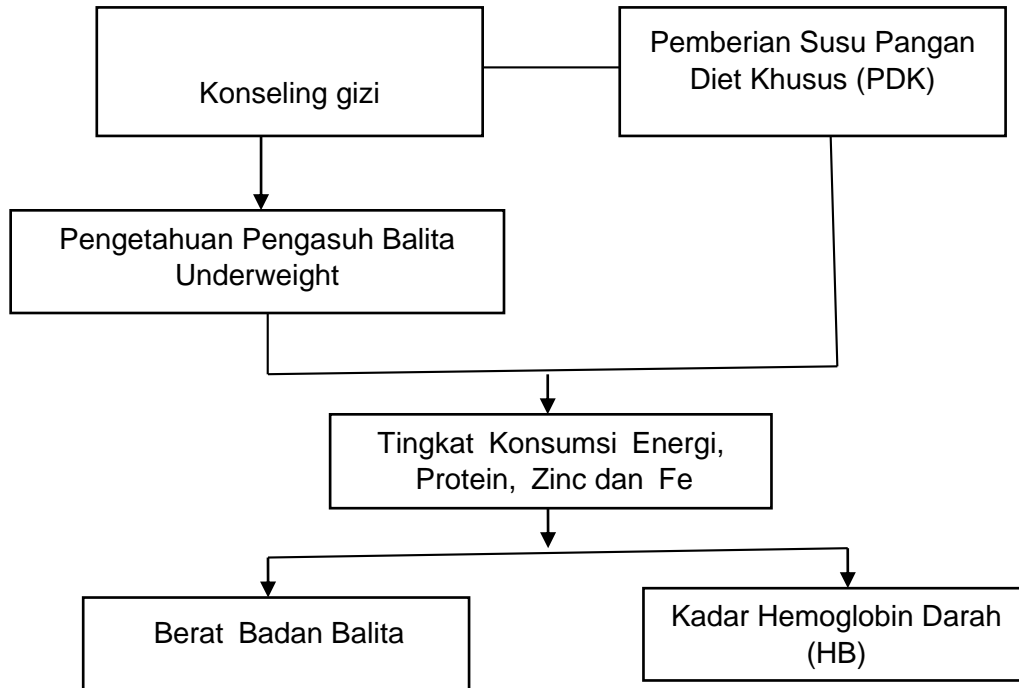 Konseling gizi
Pemberian Susu Pangan
Diet Khusus (PDK)
Pengetahuan Pengasuh Balita
Underweight
Tingkat Konsumsi Energi,
Protein, Zinc dan Fe
Berat Badan Balita
Kadar Hemoglobin Darah
(HB)